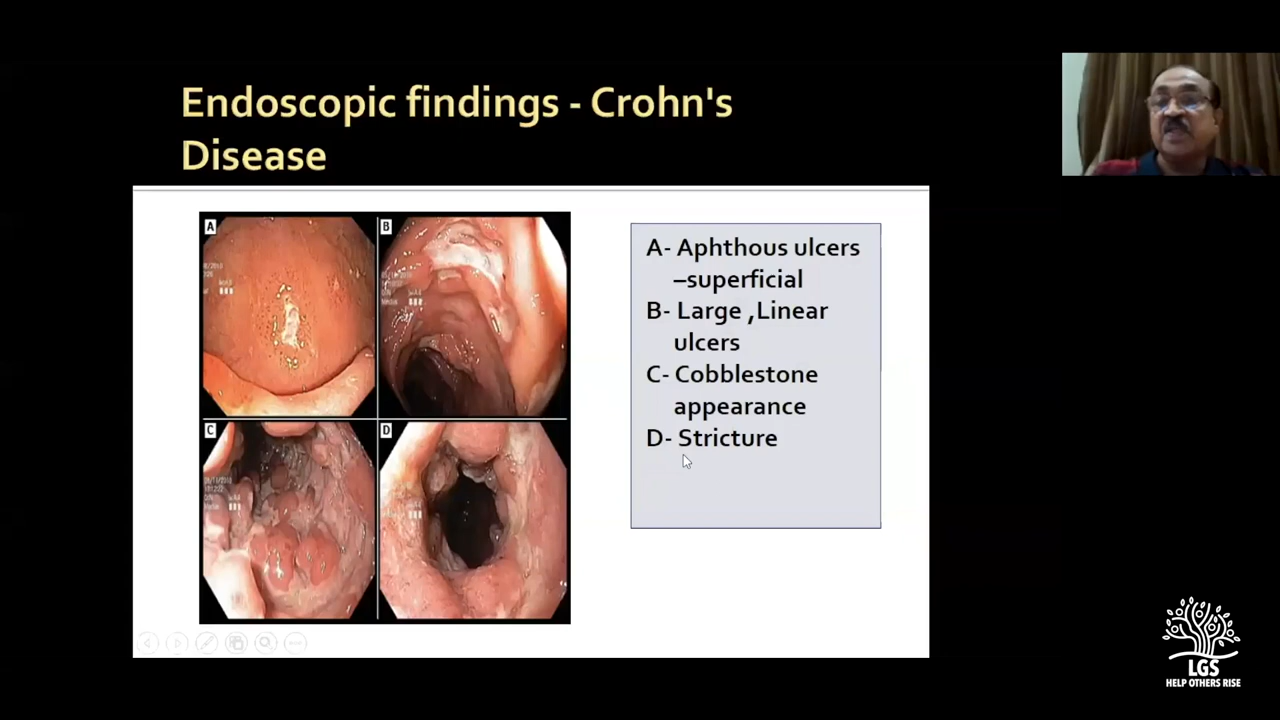 Endoscopic findings - Crohn's
Disease
A
B
C
D
A- Aphthous ulcers
–superficial
B- Large ,Linear
ulcers
C- Cobblestone
appearance
D- Stricture
LGS
HELP OTHERS RISE